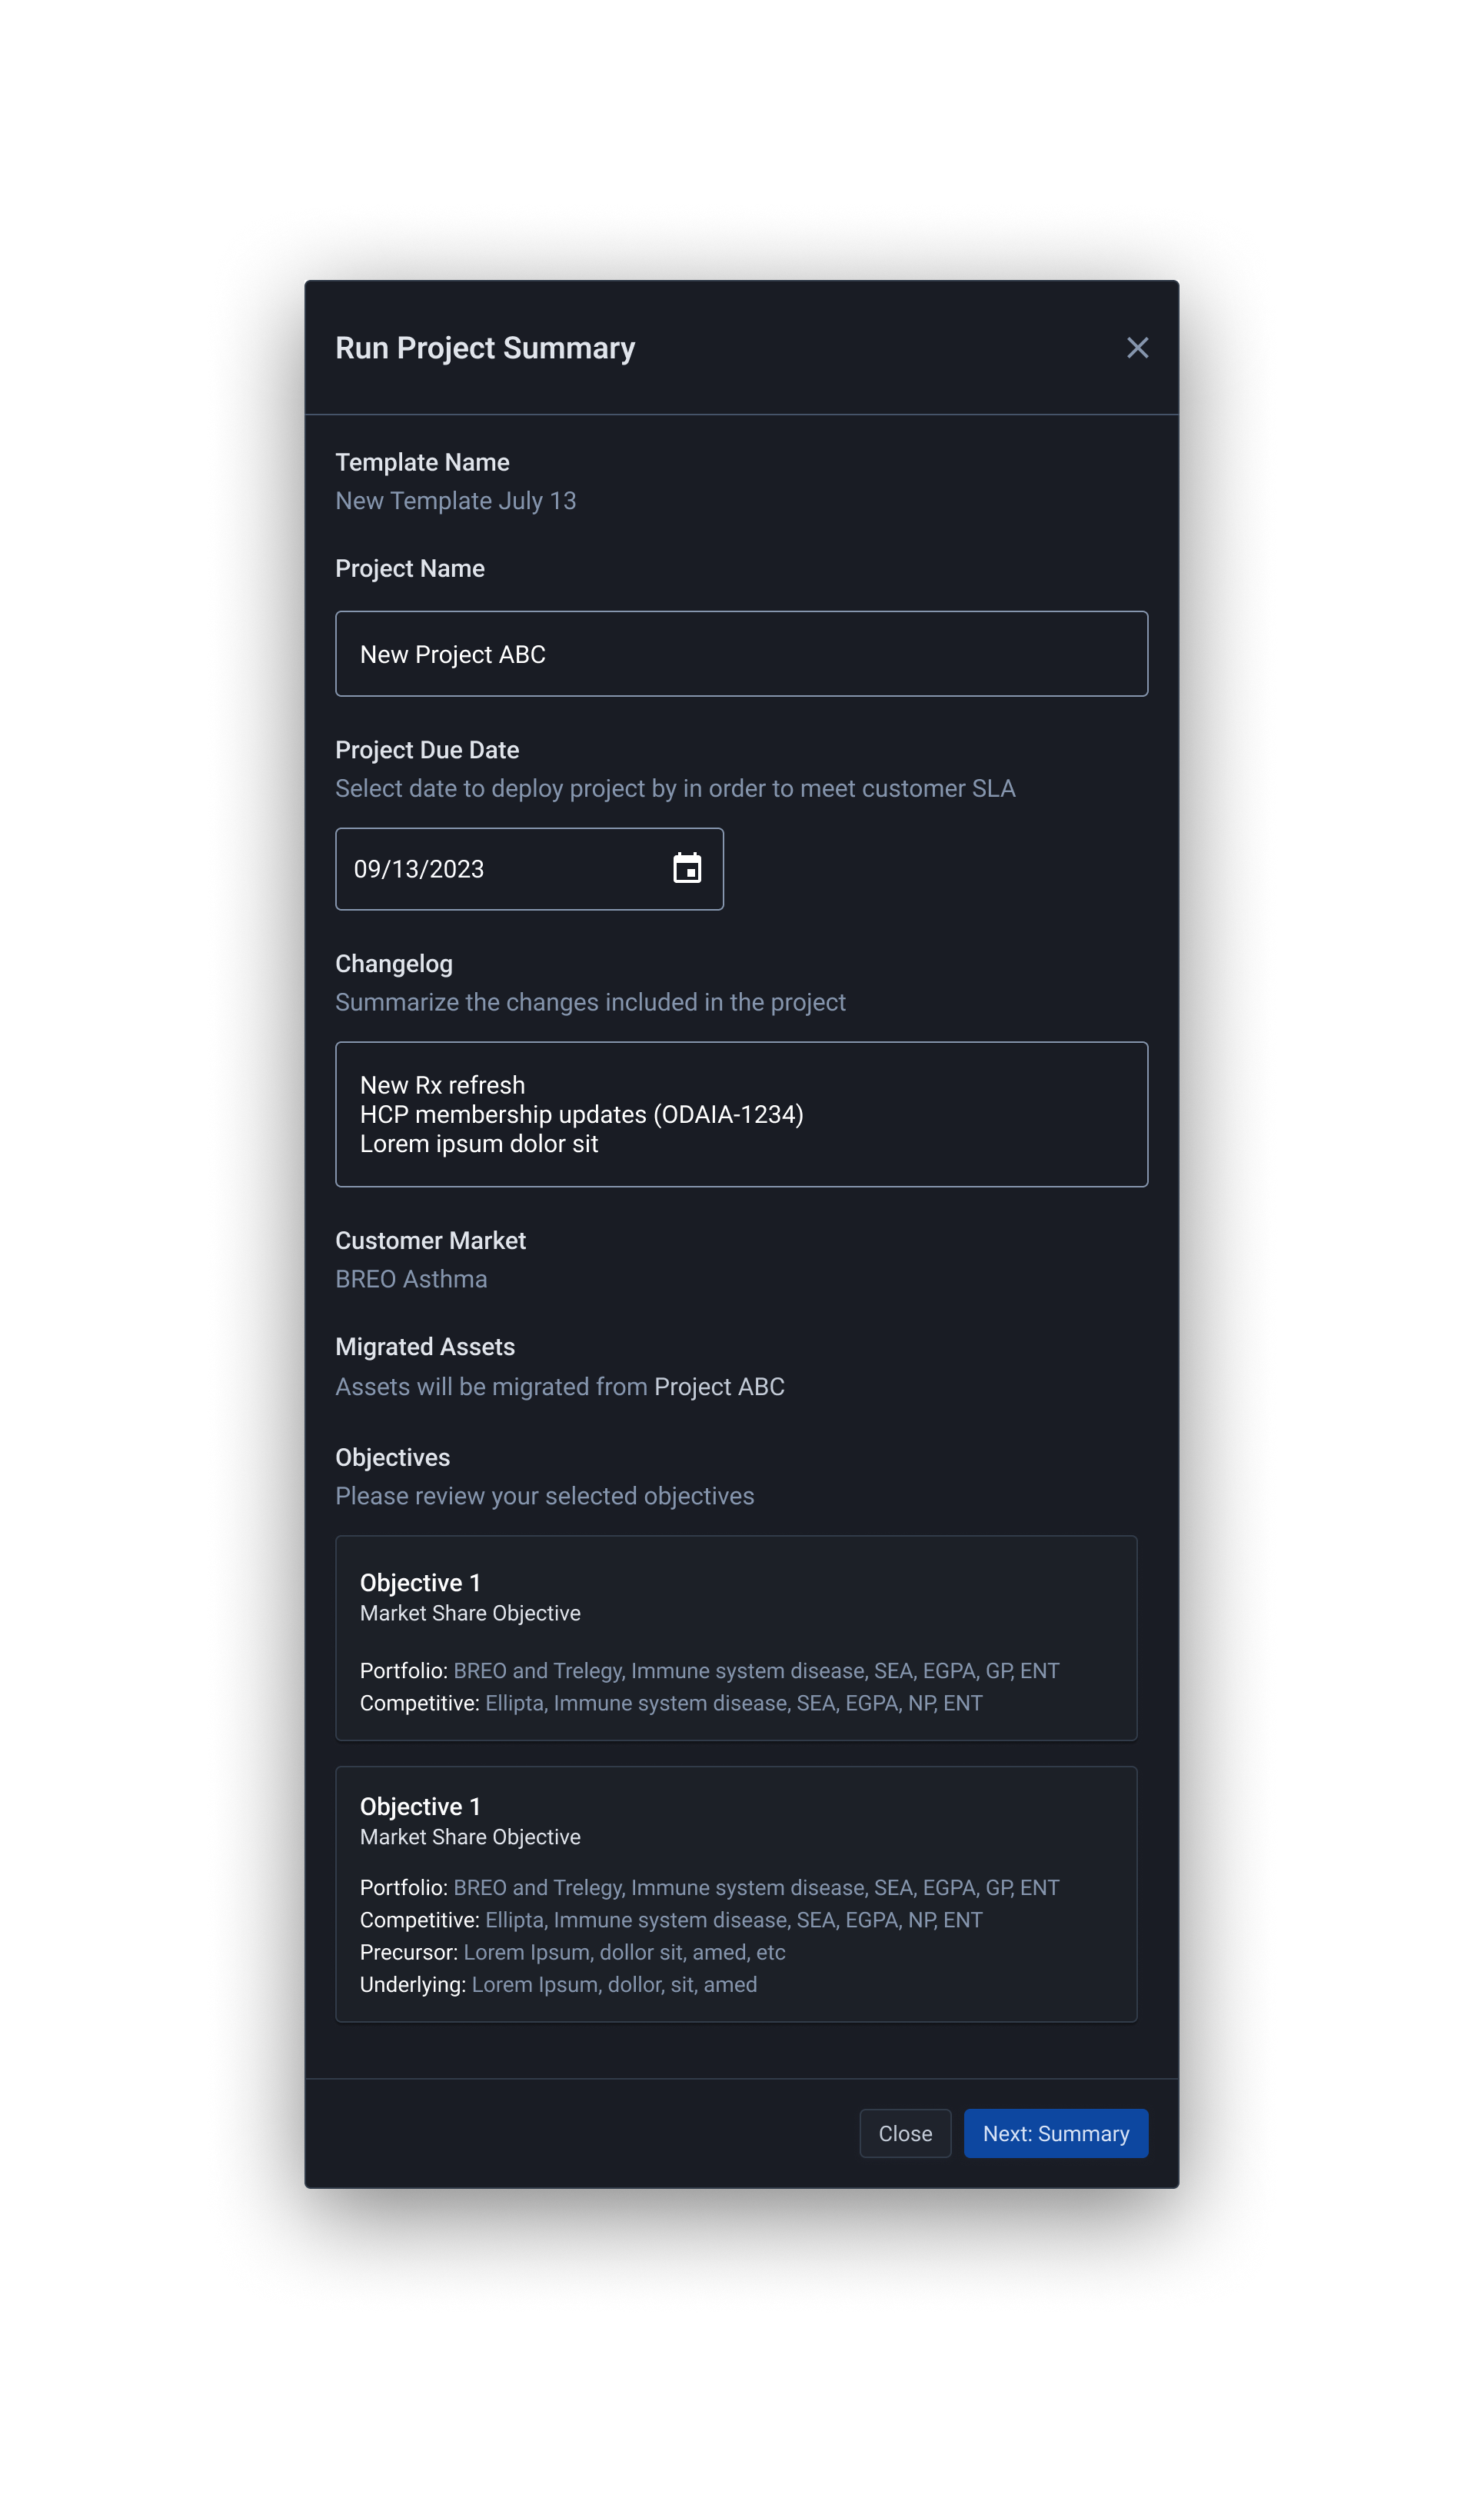 Run Project Summary
Template Name
New Template July 13
Project Name
New Project ABC
Project Due Date
Select date to deploy project by in order to meet customer SLA
09/13/2023
Changelog
Summarize the changes included in the project
New Rx refresh
HCP membership updates (ODAIA-1234)
Lorem ipsum dolor sit
Customer Market
BREO Asthma
Migrated Assets
Assets will be migrated from Project ABC
Objectives
Please review your selected objectives
Objective 1
Market Share Objective
Portfolio: BREO and Trelegy, Immune system disease, SEA, EGPA, GP, ENT
Competitive: Ellipta, Immune system disease, SEA, EGPA, NP, ENT
Objective 1
Market Share Objective
Portfolio: BREO and Trelegy, Immune system disease, SEA, EGPA, GP, ENT
Competitive: Ellipta, Immune system disease, SEA, EGPA, NP, ENT
Precursor: Lorem Ipsum, dollor sit, amed, etc
Underlying: Lorem Ipsum, dollor, sit, amed
Close
Next: Summary